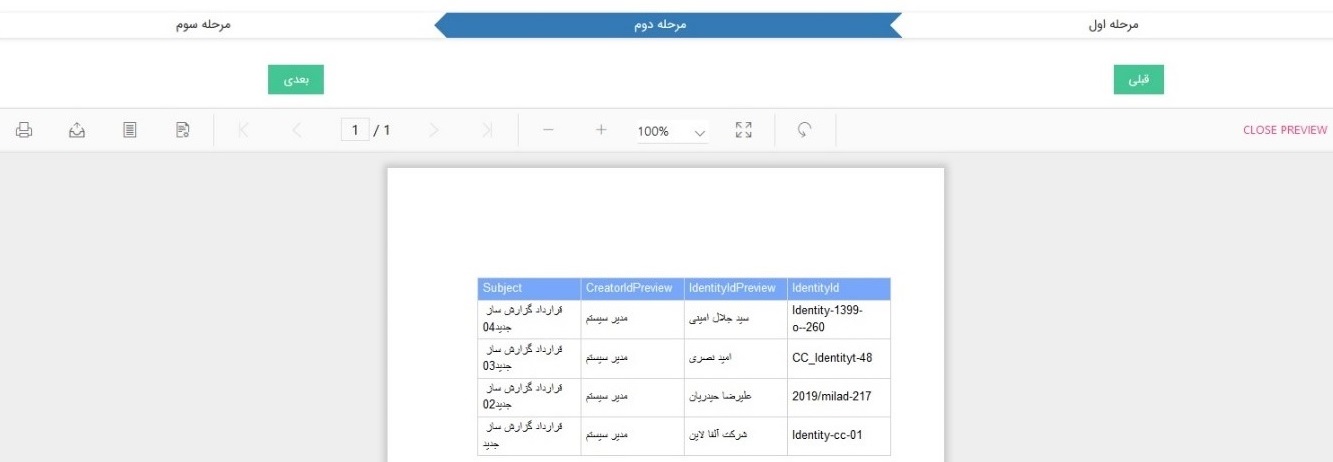 مرحله اول
مرحله دوم
مرحله سوم
قبلی
بعدی
1 / 1
100%
CLOSE PREVIEW
Subject CreatorIdPreview IdentityIdPreview IdentityId
قرارداد گزارش ساز جدید04
مدیر سیستم
سید جلال امینی
Identity-1399-
o--260
قرارداد گزارش ساز
جدید03
مدیر سیستم
امید نصری
CC_Identityt-48
قرارداد گزارش ساز
جدید02
مدیر سیستم
علیرضا حیدریان
2019/milad-217
قرارداد گزارش ساز
جدید
مدیر سیستم
شرکت آلفا لاین
Identity-cc-01